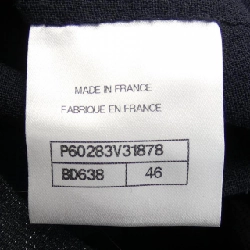 MADE IN FRANCE
FABRIQUE EN FRANCE
P60283V31878
BD638 46